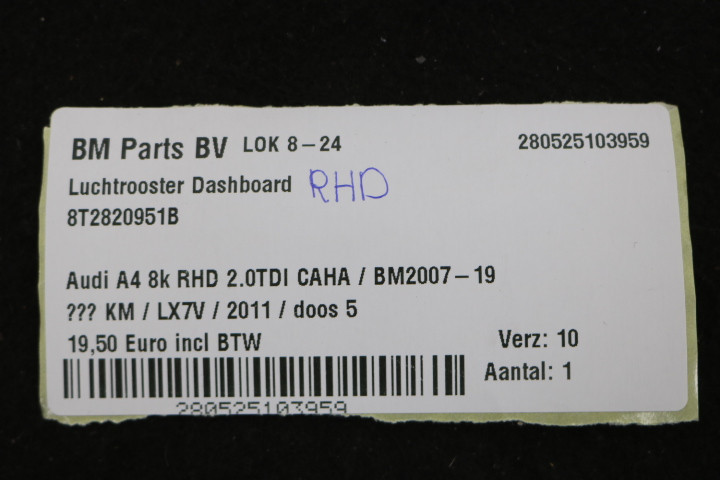 BM Parts BV LOK 8-24 280525103959
Luchtrooster Dashboard RHD
8T2820951B
Audi A4 8k RHD 2.0TDI CAHA / BM2007-19
??? KM / LX7V / 2011 / doos 5
19,50 Euro incl BTW Verz: 10
Aantal: 1
280525103959